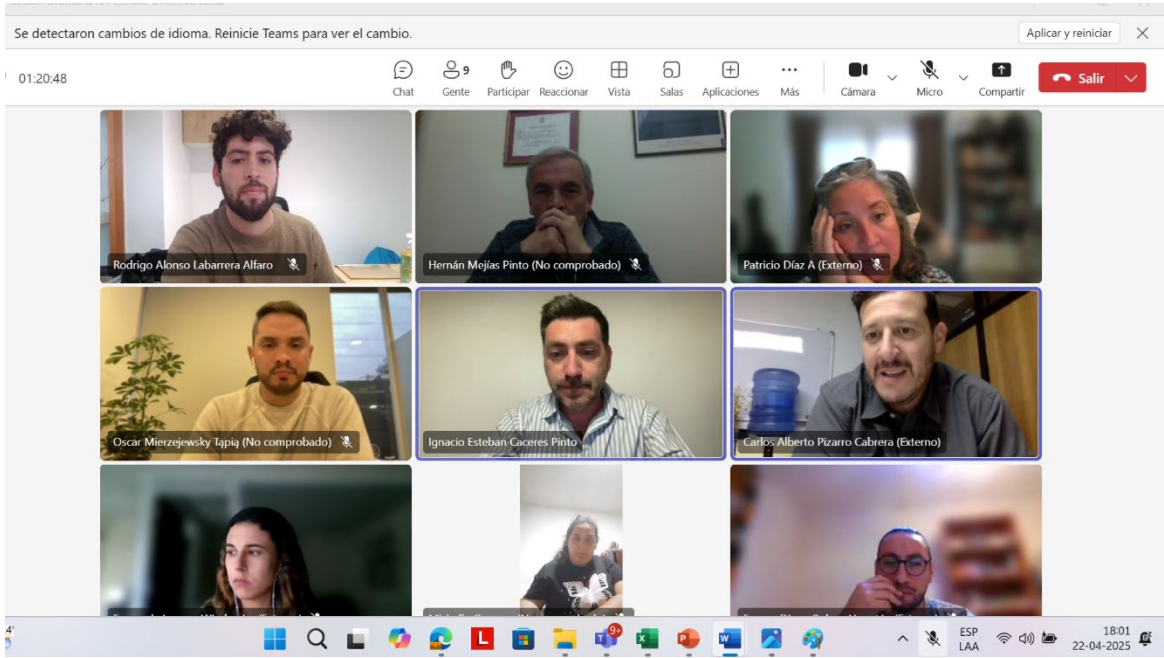 Se detectaron cambios de idioma. Reinicie Teams para ver el cambio.
Aplicar y reiniciar
01:20:48
9
Chat
Gente
Participar
Reaccionar
Vista
Salas
Aplicaciones
Más
Cámara
Micro
Compartir
Salir
Rodrigo Alonso Labarrera Alfaro
Hernán Mejías Pinto (No comprobado)
Patricio Díaz A (Externo)
Oscar Mierzejewsky Tapia (No comprobado)
Ignacio Esteban Caceres Pinto
Carlos Alberto Pizarro Cabrera (Externo)
4°
L
9+
ESP
LAA
18:01
22-04-2025